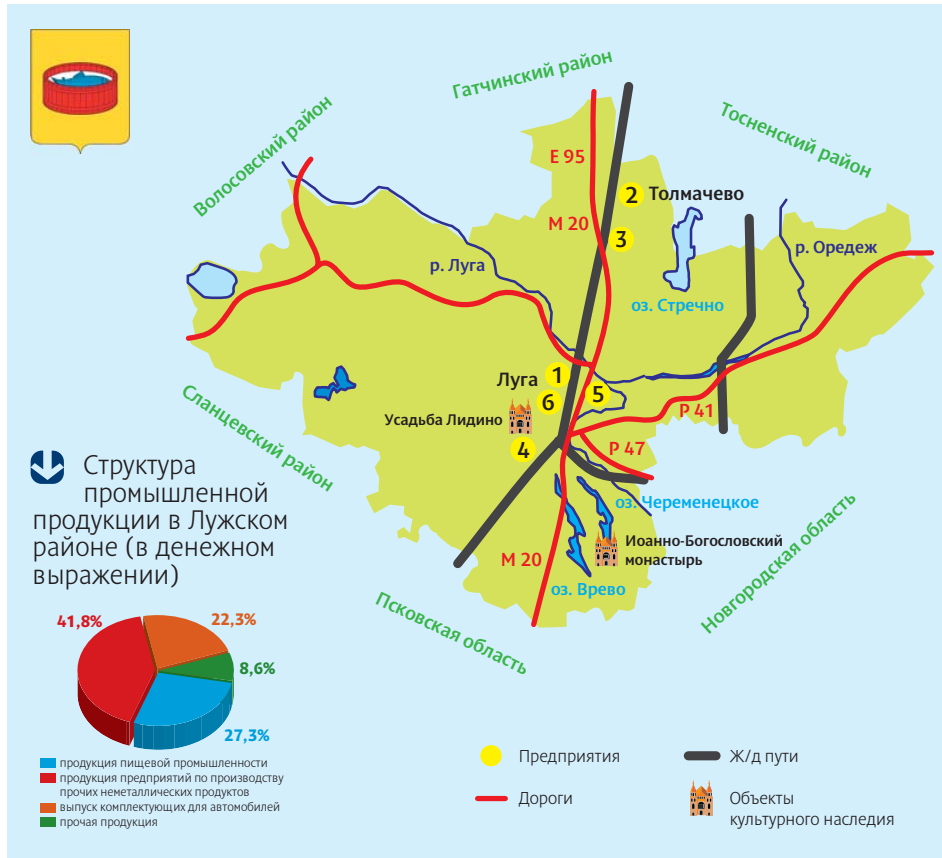 Гатчинский район
Волосовский район
Тосненский район
E 95
М 20
2 Толмачево
3
р. Луга
р. Оредеж
оз. Стречно
Луга
1
6
5
Усадьба Лидино
4
Р 41
Р 47
Сланцевский район
оз. Череменецкое
Иоанно-Богословский
монастырь
М 20
оз. Врево
Псковская область
Новгородская область
Структура
промышленной
продукции в Лужском
районе (в денежном
выражении)
41,8%
22,3%
8,6%
27,3%
продукция пищевой промышленности
продукция предприятий по производству
прочих неметаллических продуктов
выпуск комплектующих для автомобилей
прочая продукция
Предприятия
Ж/д пути
Дороги
Объекты
культурного наследия